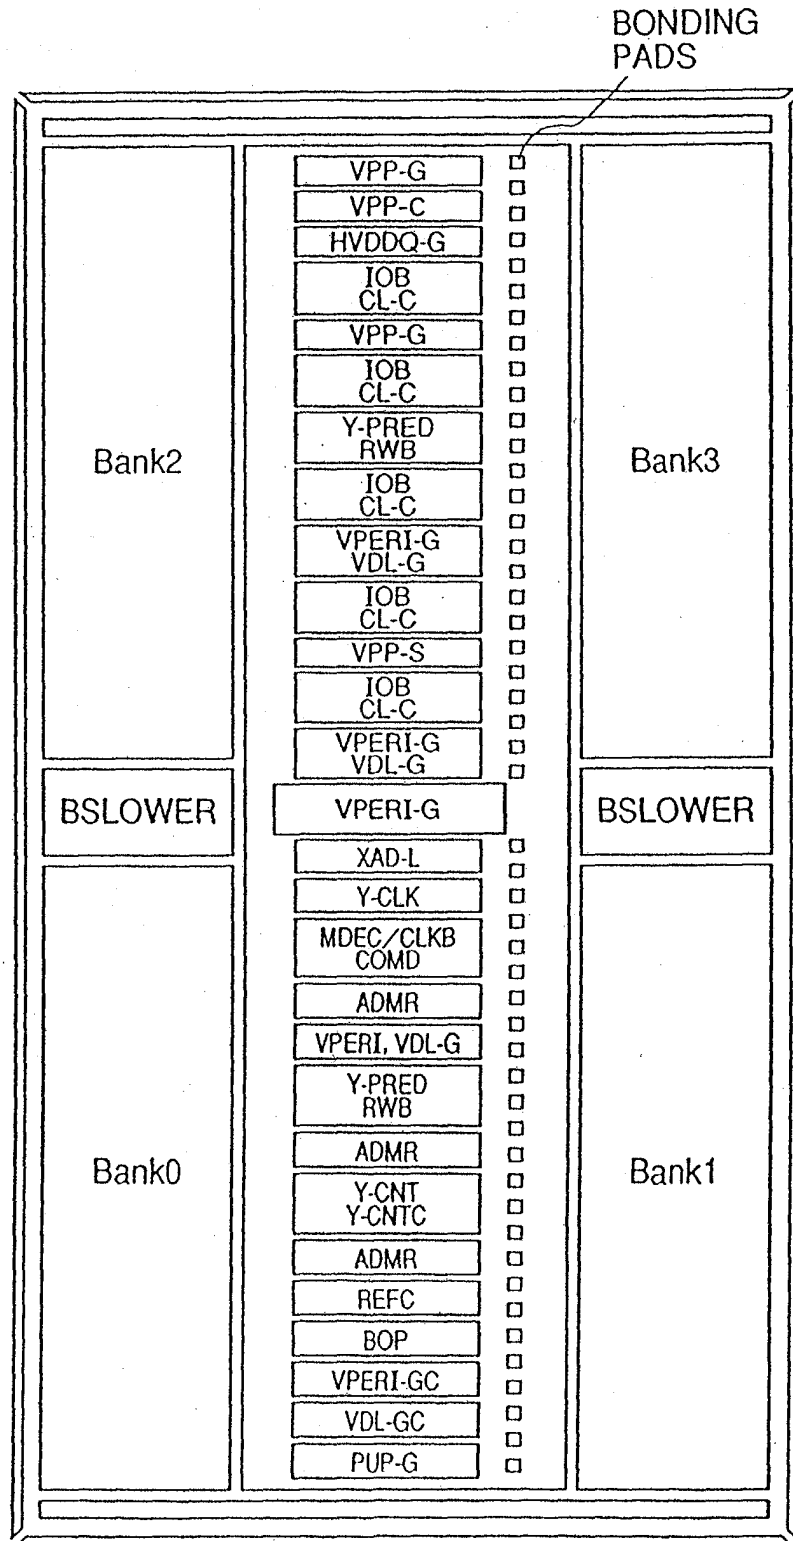 BONDING
PADS
VPP-G
VPP-C
HVDDQ-G
IOB
CL-C
VPP-G
IOB
CL-C
Y-PRED
RWB
Bank2
Bank3
IOB
CL-C
VPERI-G
VDL-G
IOB
CL-C
VPP-S
IOB
CL-C
VPERI-G
VDL-G
BSLOWER
VPERI-G
BSLOWER
XAD-L
Y-CLK
MDEC/CLKB
COMD
ADMR
VPERI, VDL-G
Y-PRED
RWB
ADMR
Bank0
Bank1
Y-CNT
Y-CNTC
ADMR
REFC
BOP
VPERI-GC
VDL-GC
PUP-G